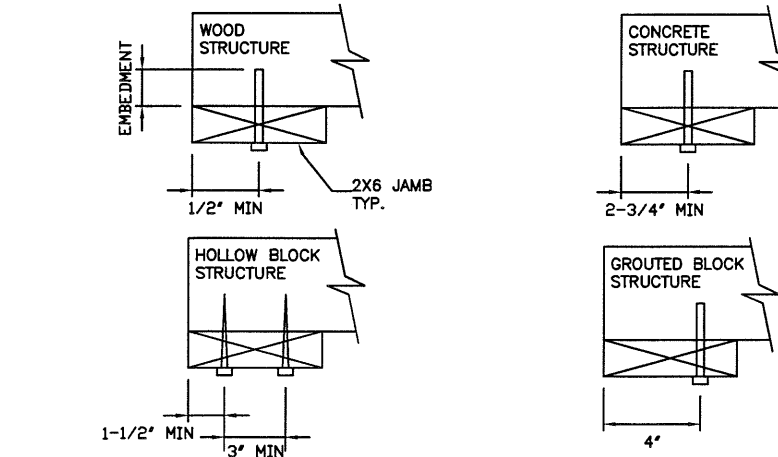 WOOD
STRUCTURE
EMBEDMENT
2X6 JAMB
TYP.
1/2" MIN
CONCRETE
STRUCTURE
2-3/4" MIN
HOLLOW BLOCK
STRUCTURE
1-1/2" MIN
3" MIN
GROUTED BLOCK
STRUCTURE
4"